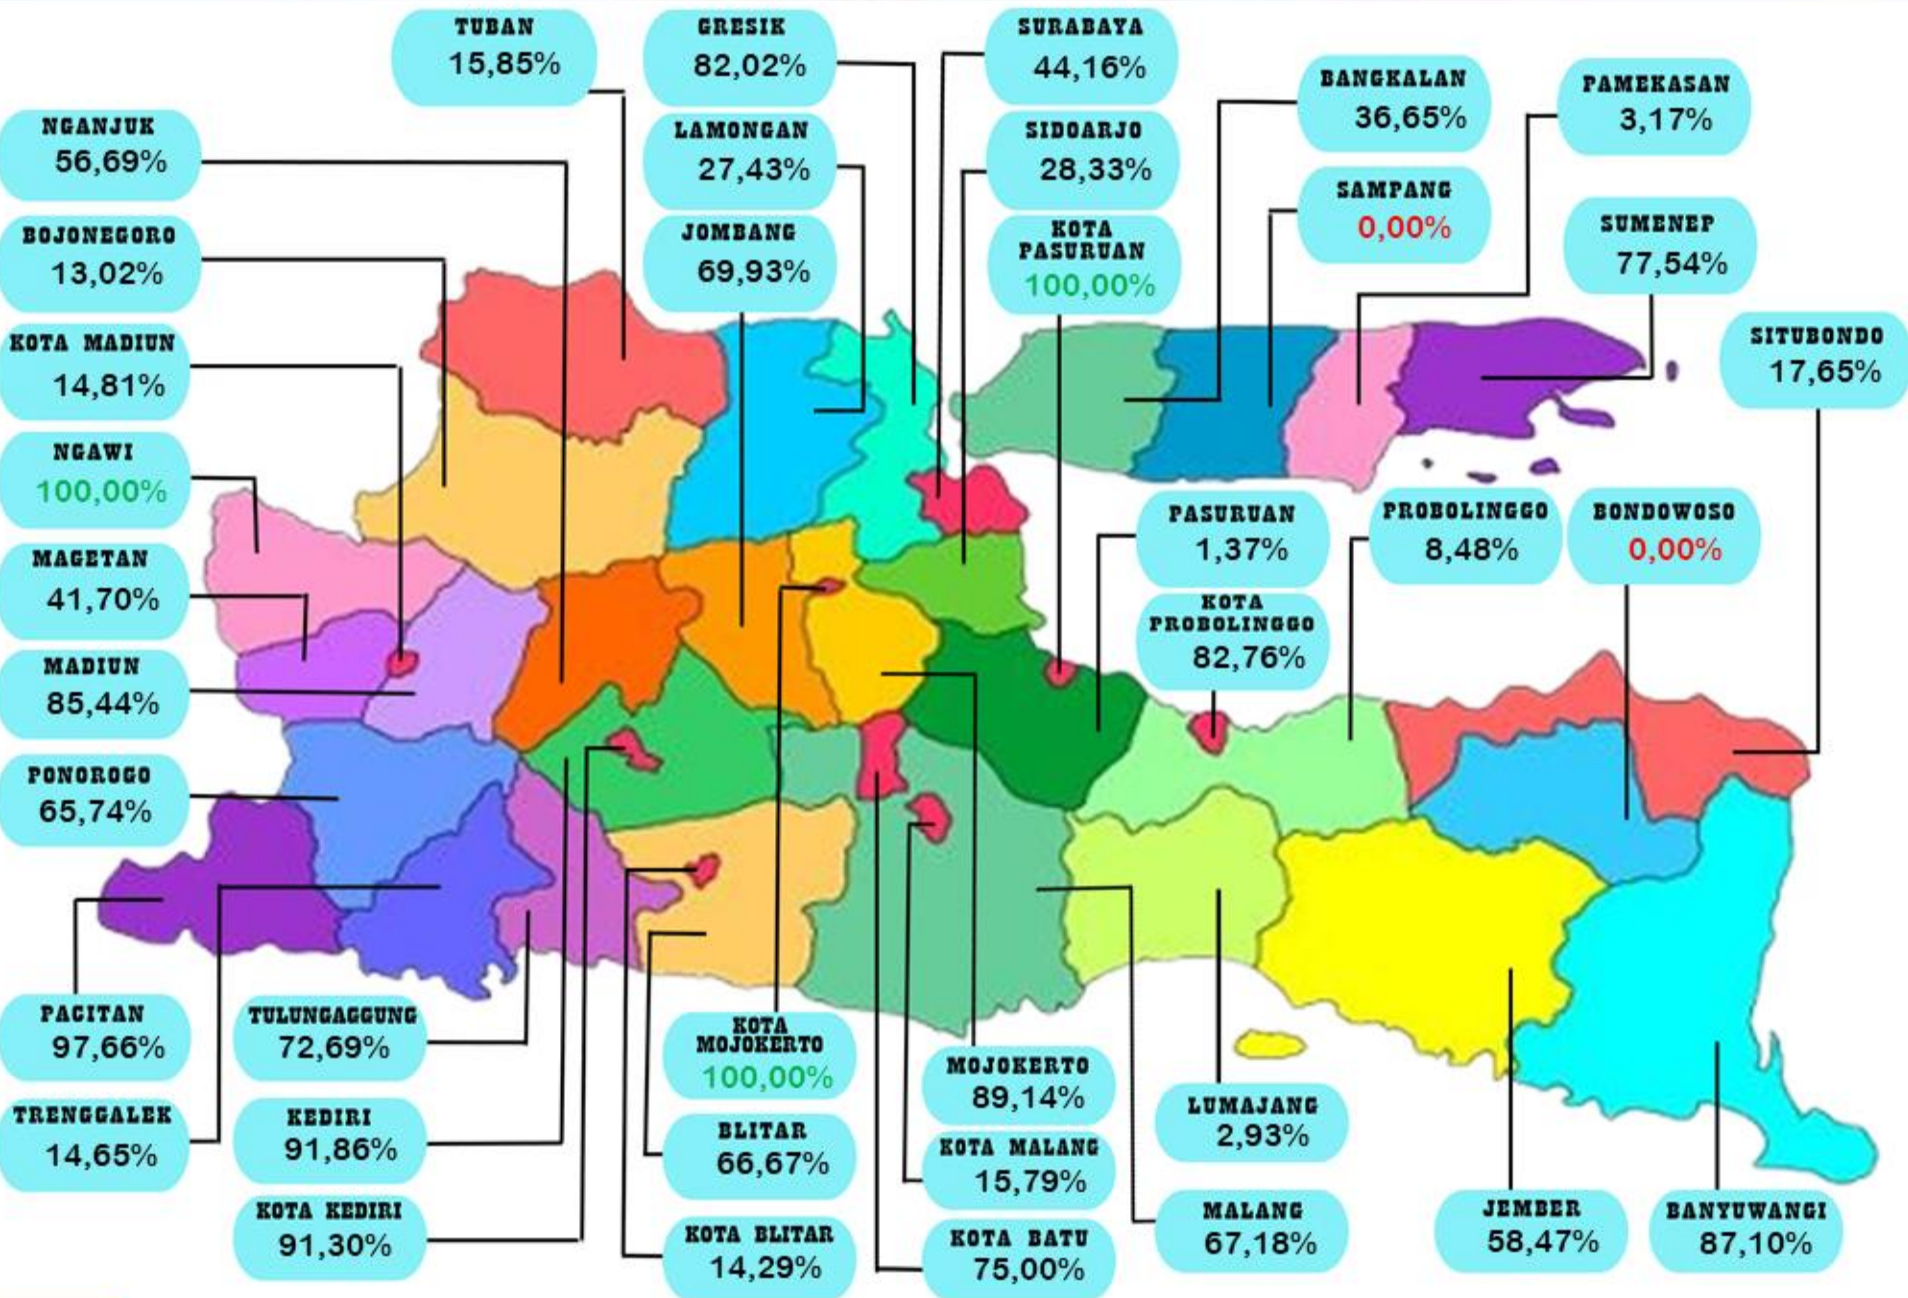 TUBAN
15,85%
GRESIK
82,02%
SURABAYA
44,16%
BANGKALAN
36,65%
PAMEKASAN
3,17%
NGANJUK
56,69%
LAMONGAN
27,43%
SIDOARJO
28,33%
SAMPANG
0,00%
SUMENEP
77,54%
BOJONEGORO
13,02%
JOMBANG
69,93%
KOTA
PASURUAN
100,00%
SITUBONDO
17,65%
KOTA MADIUN
14,81%
NGAWI
100,00%
PASURUAN
1,37%
PROBOLINGGO
8,48%
BONDOWOSO
0,00%
MAGETAN
41,70%
KOTA
PROBOLINGGO
82,76%
MADIUN
85,44%
PONOROGO
65,74%
PACITAN
97,66%
TULUNGAGGUNG
72,69%
KOTA
MOJOKERTO
100,00%
MOJOKERTO
89,14%
LUMAJANG
2,93%
TRENGGALEK
14,65%
KEDIRI
91,86%
BLITAR
66,67%
KOTA MALANG
15,79%
KOTA KEDIRI
91,30%
KOTA BLITAR
14,29%
KOTA BATU
75,00%
MALANG
67,18%
JEMBER
58,47%
BANYUWANGI
87,10%